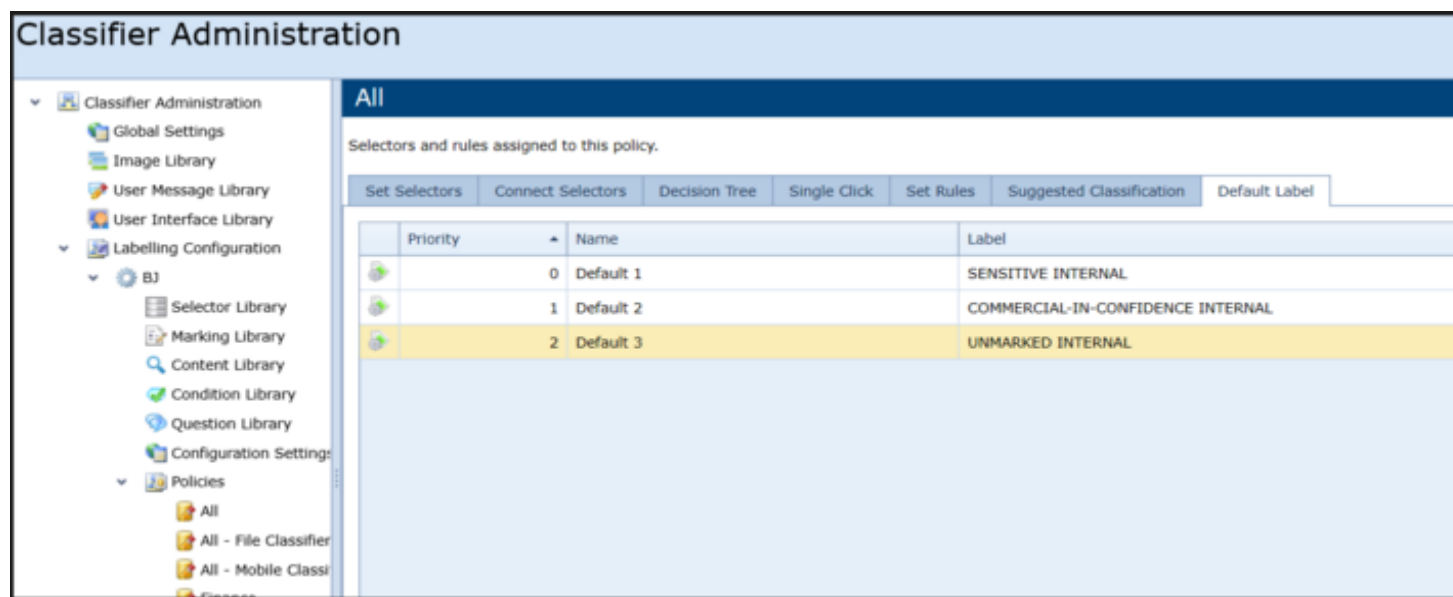 Classifier Administration
Classifier Administration
Global Settings
Image Library
User Message Library
User Interface Library
Labelling Configuration
BJ
Selector Library
Marking Library
Content Library
Condition Library
Question Library
Configuration Settings
Policies
All
All - File Classifier
All - Mobile Classi
All
Selectors and rules assigned to this policy.
Set Selectors Connect Selectors Decision Tree Single Click Set Rules Suggested Classification Default Label
Priority Name Label
0 Default 1 SENSITIVE INTERNAL
1 Default 2 COMMERCIAL-IN-CONFIDENCE INTERNAL
2 Default 3 UNMARKED INTERNAL